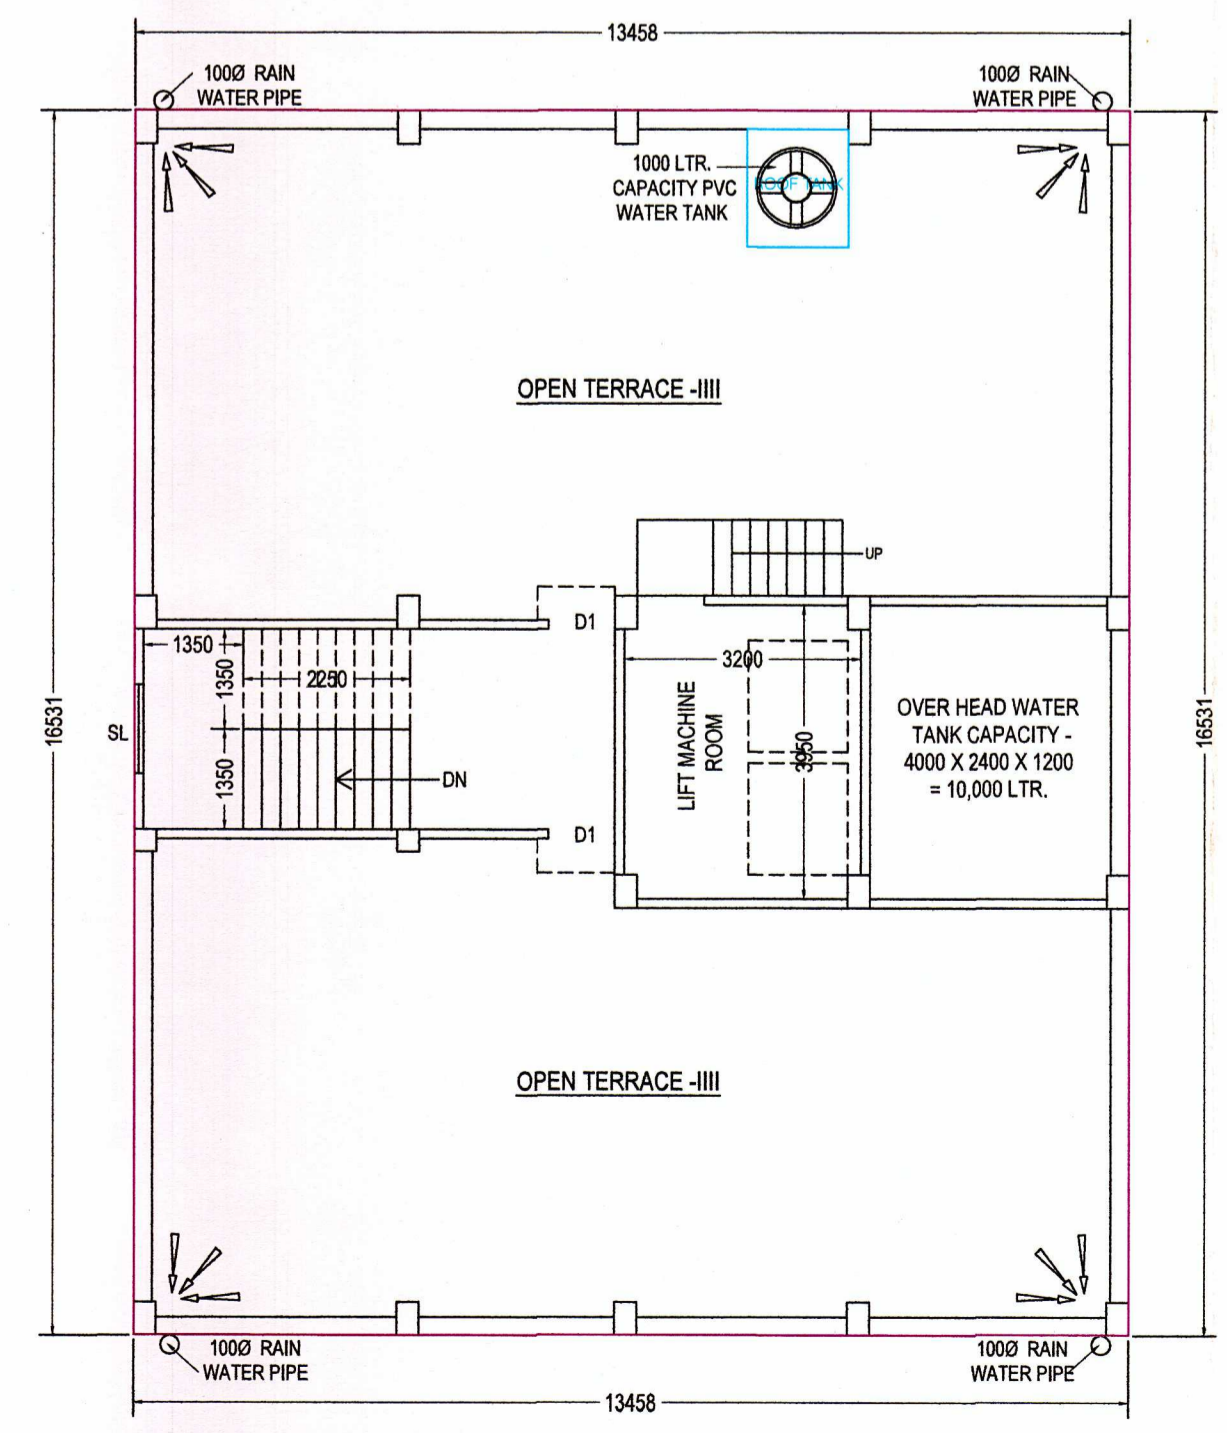 13458
100Ø RAIN
WATER PIPE
100Ø RAIN
WATER PIPE
1000 LTR.
CAPACITY PVC
WATER TANK
ROOF TANK
OPEN TERRACE -IIII
UP
D1
1350
1350
2250
3200
16531
SL
LIFT MACHINE
ROOM
3950
OVER HEAD WATER
TANK CAPACITY -
4000 X 2400 X 1200
= 10,000 LTR.
16531
1350
DN
D1
OPEN TERRACE -IIII
100Ø RAIN
WATER PIPE
100Ø RAIN
WATER PIPE
13458